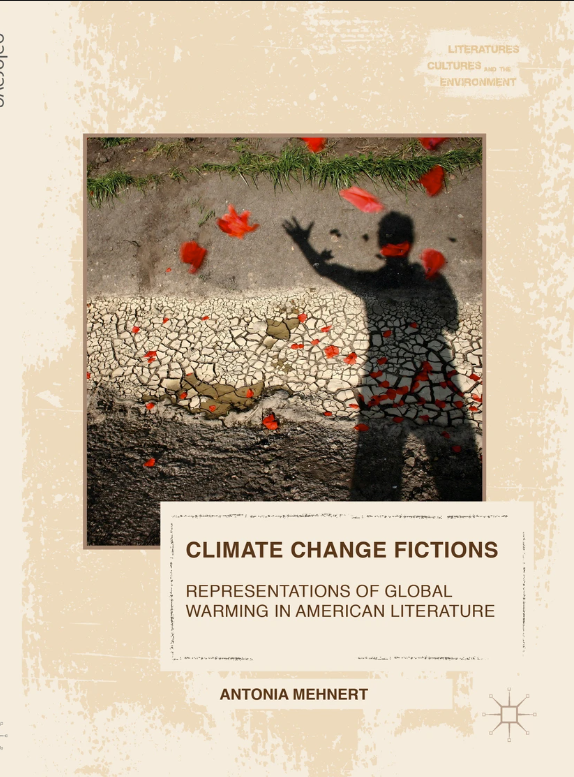 LITERATURES
CULTURES AND THE
ENVIRONMENT
CLIMATE CHANGE FICTIONS
REPRESENTATIONS OF GLOBAL
WARMING IN AMERICAN LITERATURE
ANTONIA MEHNERT